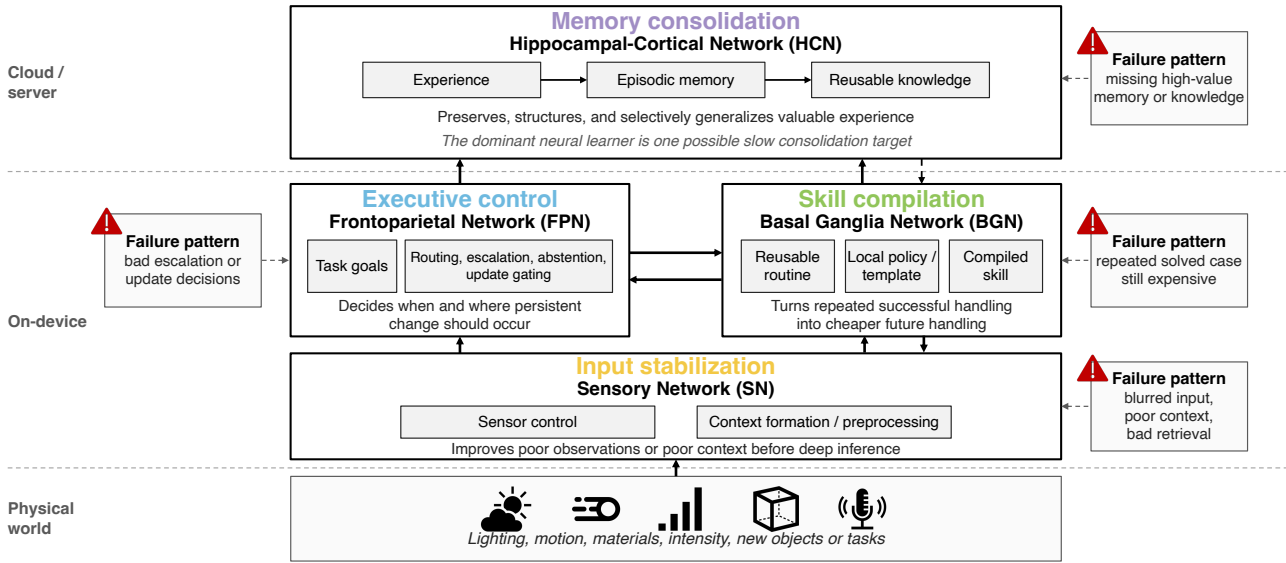 Memory consolidation
Hippocampal-Cortical Network (HCN)
Experience
Episodic memory
Reusable knowledge
Preserves, structures, and selectively generalizes valuable experience
The dominant neural learner is one possible slow consolidation target
Failure pattern
missing high-value
memory or knowledge
Cloud /
server
Executive control
Frontoparietal Network (FPN)
Task goals
Routing, escalation, abstention,
update gating
Decides when and where persistent
change should occur
Failure pattern
bad escalation or
update decisions
Skill compilation
Basal Ganglia Network (BGN)
Reusable
routine
Local policy /
template
Compiled
skill
Turns repeated successful handling
into cheaper future handling
Failure pattern
repeated solved case
still expensive
On-device
Input stabilization
Sensory Network (SN)
Sensor control
Context formation / preprocessing
Improves poor observations or poor context before deep inference
Failure pattern
blurred input,
poor context,
bad retrieval
Physical
world
Lighting, motion, materials, intensity, new objects or tasks